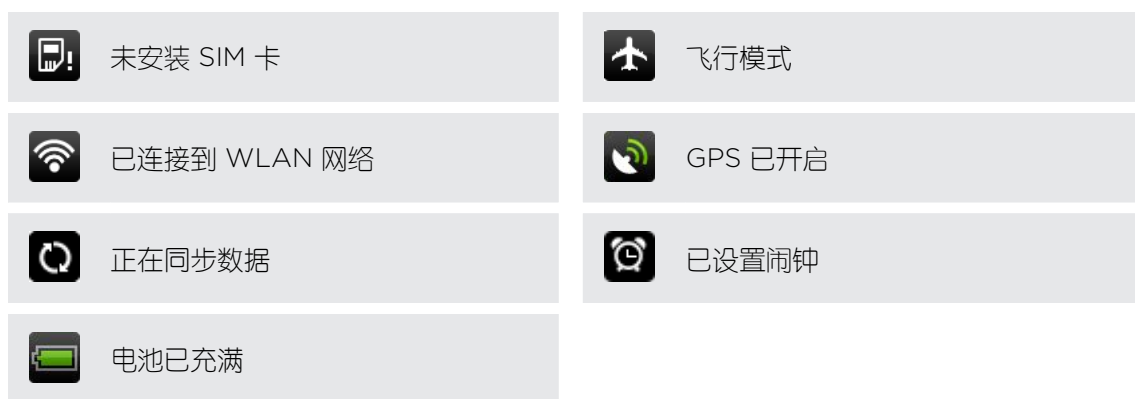 未安装 SIM 卡
飞行模式
已连接到 WLAN 网络
GPS 已开启
正在同步数据
已设置闹钟
电池已充满